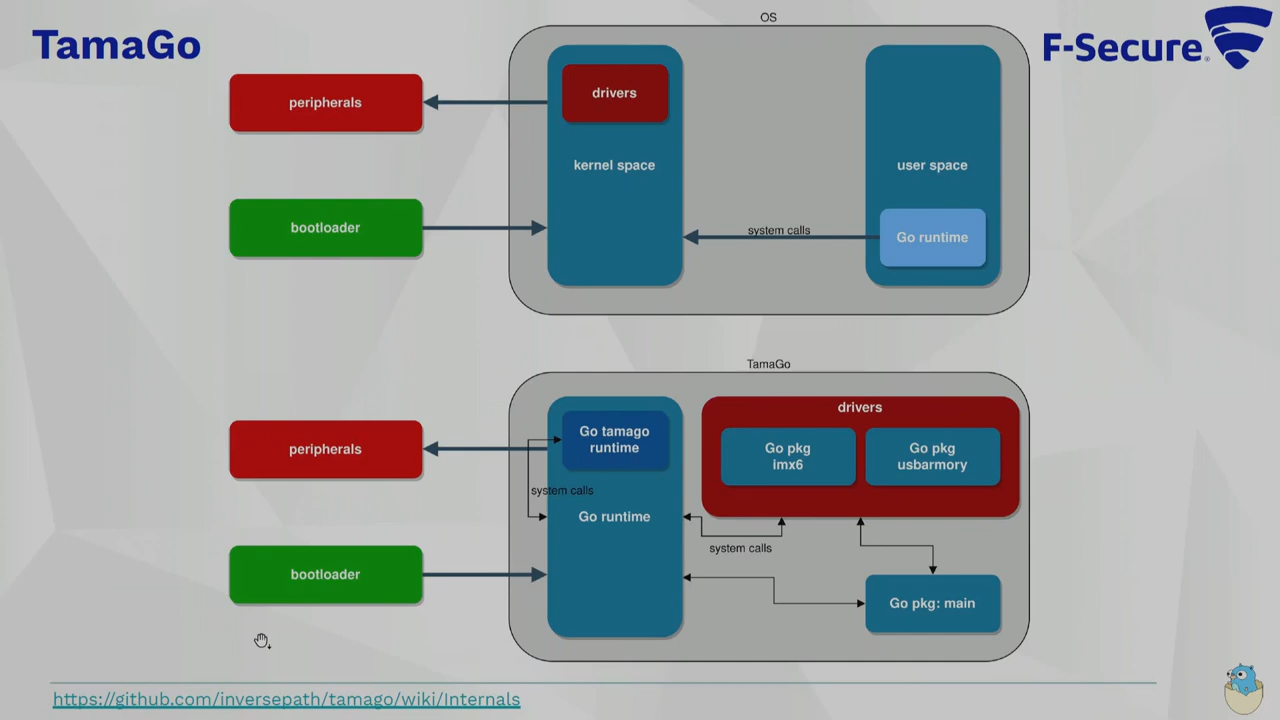 TamaGo
F-Secure
OS
peripherals
drivers
kernel space
user space
bootloader
system calls
Go runtime
TamaGo
peripherals
Go tamago
runtime
drivers
Go pkg
imx6
Go pkg
usbarmory
system calls
Go runtime
system calls
bootloader
Go pkg: main
https://github.com/inversepath/tamago/wiki/Internals